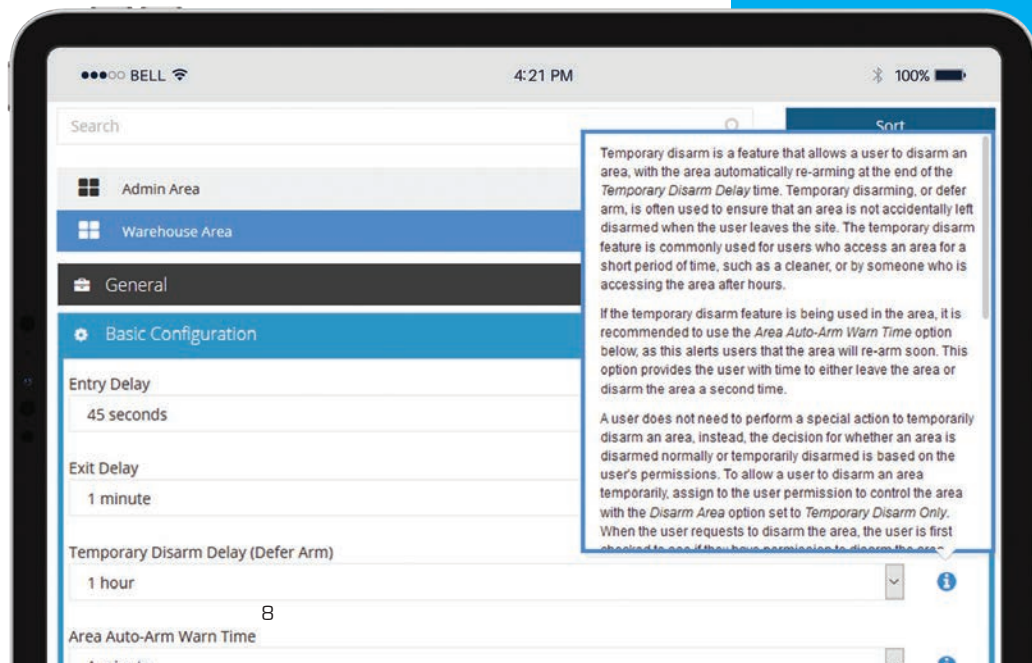 BELL 4:21 PM 100%
Search
Sort
Admin Area
Warehouse Area
General
Basic Configuration
Entry Delay
45 seconds
Exit Delay
1 minute
Temporary Disarm Delay (Defer Arm)
1 hour
8
Area Auto-Arm Warn Time
Temporary disarm is a feature that allows a user to disarm an
area, with the area automatically re-arming at the end of the
Temporary Disarm Delay time. Temporary disarming, or defer
arm, is often used to ensure that an area is not accidentally left
disarmed when the user leaves the site. The temporary disarm
feature is commonly used for users who access an area for a
short period of time, such as a cleaner, or by someone who is
accessing the area after hours.
If the temporary disarm feature is being used in the area, it is
recommended to use the Area Auto-Arm Warn Time option
below, as this alerts users that the area will re-arm soon. This
option provides the user with time to either leave the area or
disarm the area a second time.
A user does not need to perform a special action to temporarily
disarm an area, instead, the decision for whether an area is
disarmed normally or temporarily disarmed is based on the
user's permissions. To allow a user to disarm an area
temporarily, assign to the user permission to control the area
with the Disarm Area option set to Temporary Disarm Only.
When the user requests to disarm the area, the user is first
checked to see if they have permission to disarm the area